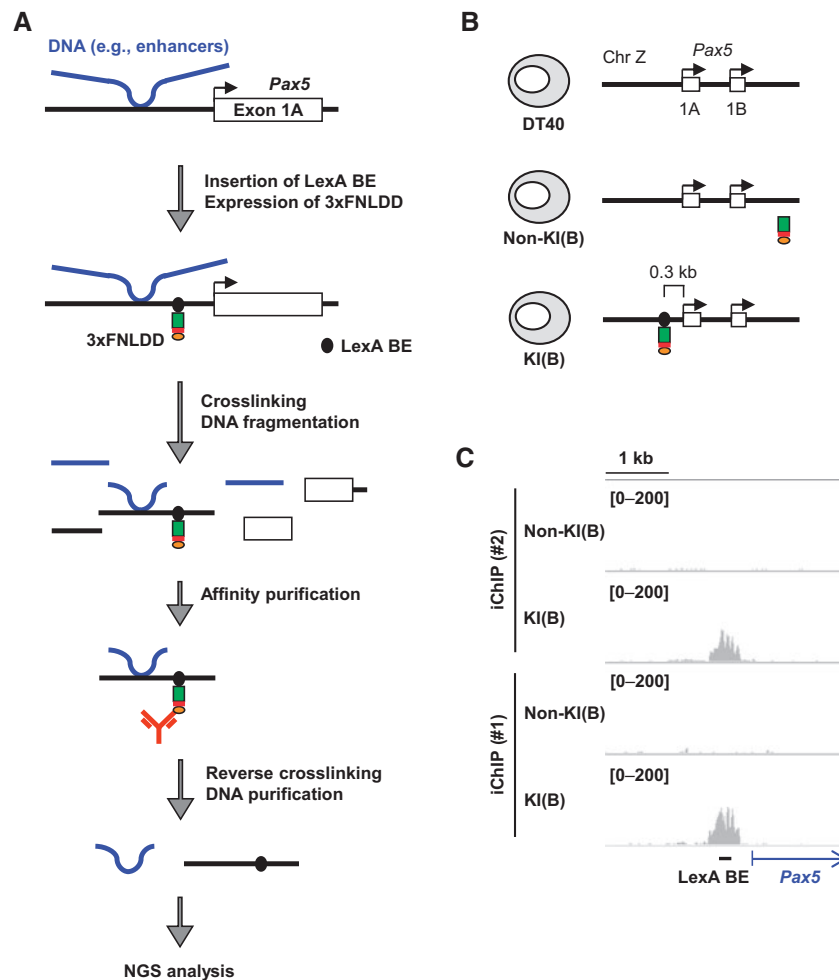 A
DNA (e.g., enhancers)
Pax5
Exon 1A
Insertion of LexA BE
Expression of 3xFNLDD
3xFNLDD
LexA BE
Crosslinking
DNA fragmentation
Affinity purification
Reverse crosslinking
DNA purification
NGS analysis
B
Chr Z
Pax5
1A
1B
DT40
Non-KI(B)
0.3 kb
KI(B)
C
1 kb
iChIP (#2)
Non-KI(B)
[0–200]
KI(B)
[0–200]
iChIP (#1)
Non-KI(B)
[0–200]
KI(B)
[0–200]
LexA BE
Pax5